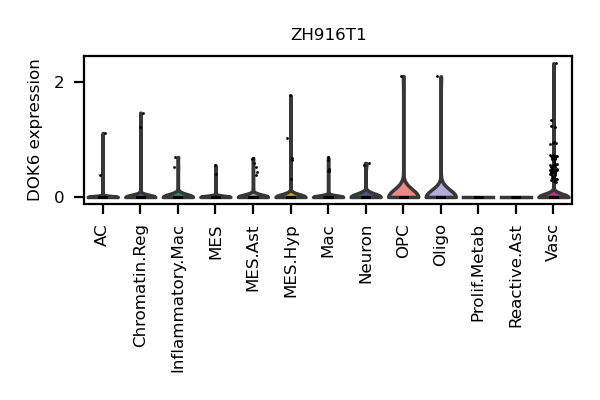 ZH916T1
DOK6 expression
2
0
AC
Chromatin.Reg
Inflammatory.Mac
MES
MES.Ast
MES.Hyp
Mac
Neuron
OPC
Oligo
Prolif.Metab
Reactive.Ast
Vasc